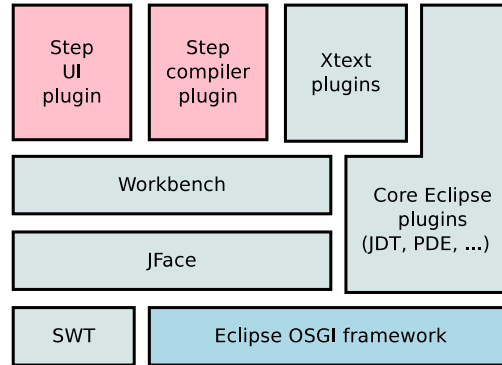 Step
UI
plugin
Step
compiler
plugin
Xtext
plugins
Workbench
Core Eclipse
plugins
(JDT, PDE, ...)
JFace
SWT
Eclipse OSGI framework